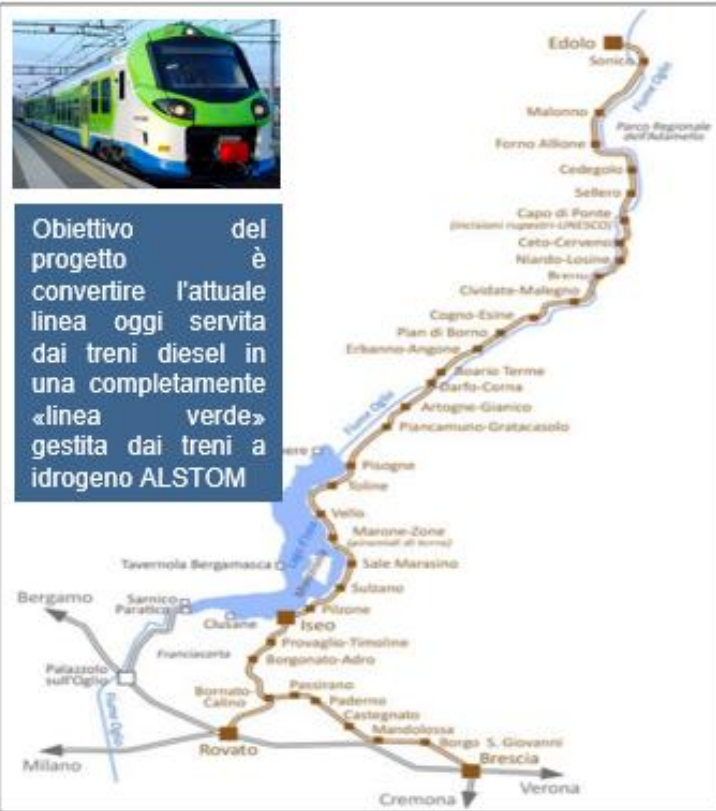 Obiettivo del
progetto è
convertire l'attuale
linea oggi servita
dai treni diesel in
una completamente
«linea verde»
gestita dai treni a
idrogeno ALSTOM
Edolo
Sonico
Fiume Oglio
Malonno
Parco Regionale
dell'Adamello
Forno Allione
Cedegolo
Sellero
Capo di Ponte
(incisioni rupestri-UNESCO)
Ceto-Cerveno
Niardo-Losine
Breno
Cividate-Malegno
Cogno-Esine
Pian di Borno
Erbanno-Angone
Boario Terme
Darfo-Corna
Fiume Oglio
Artogne-Gianico
Piancamuno-Gratacasolo
ere
Pisogne
Toline
Vello
Marone-Zone
Tavernola Bergamasca
Sale Marasino
Sulzano
Bergamo
Sarnico
Paratico
Clusane
Pilzone
Iseo
Franciacorta
Provaglio-Timoline
Borgonato-Adro
Palazzolo
sull'Oglio
Fiume Oglio
Bornato-
Calino
Passirano
Paderno
Castegnato
Mandolossa
Borgo S. Giovanni
Rovato
Brescia
Milano
Cremona
Verona